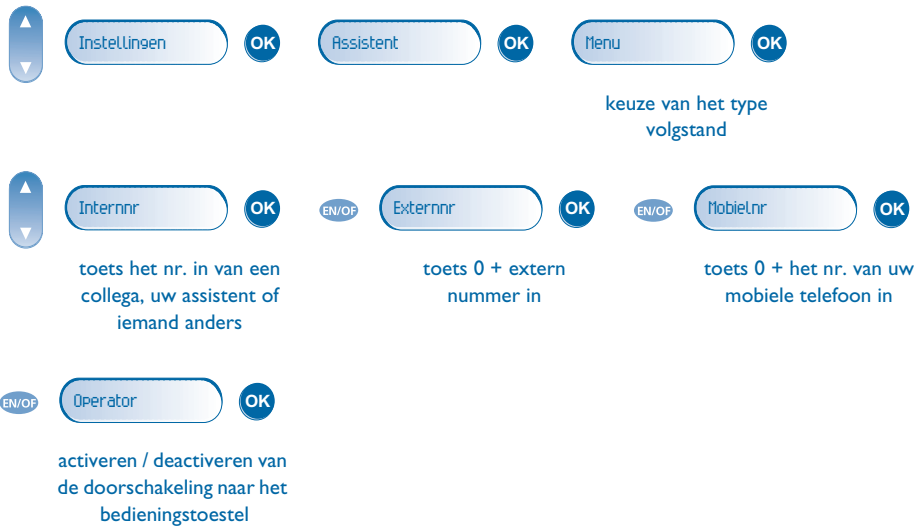 Instellingen OK Assistent OK Menu OK
keuze van het type
volgstand
Internnr OK EN/OF Externnr OK EN/OF Mobielnr OK
toets het nr. in van een
collega, uw assistent of
iemand anders
toets 0 + extern
nummer in
toets 0 + het nr. van uw
mobiele telefoon in
EN/OF Operator OK
activeren / deactiveren van
de doorschakeling naar het
bedieningstoestel